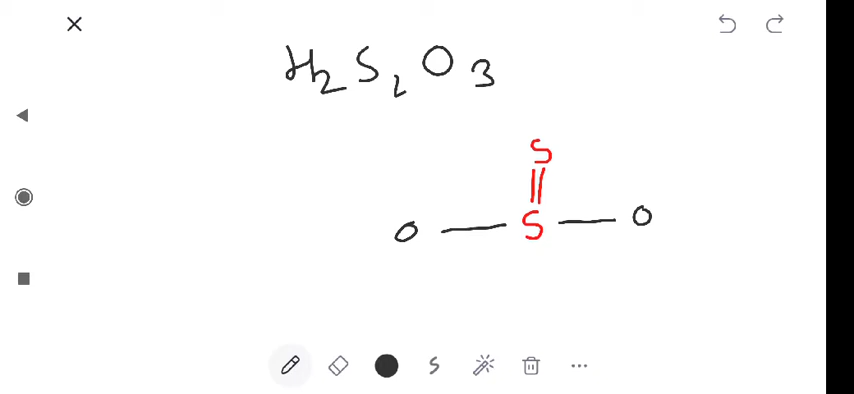 H2S2O3
S
O — S — O